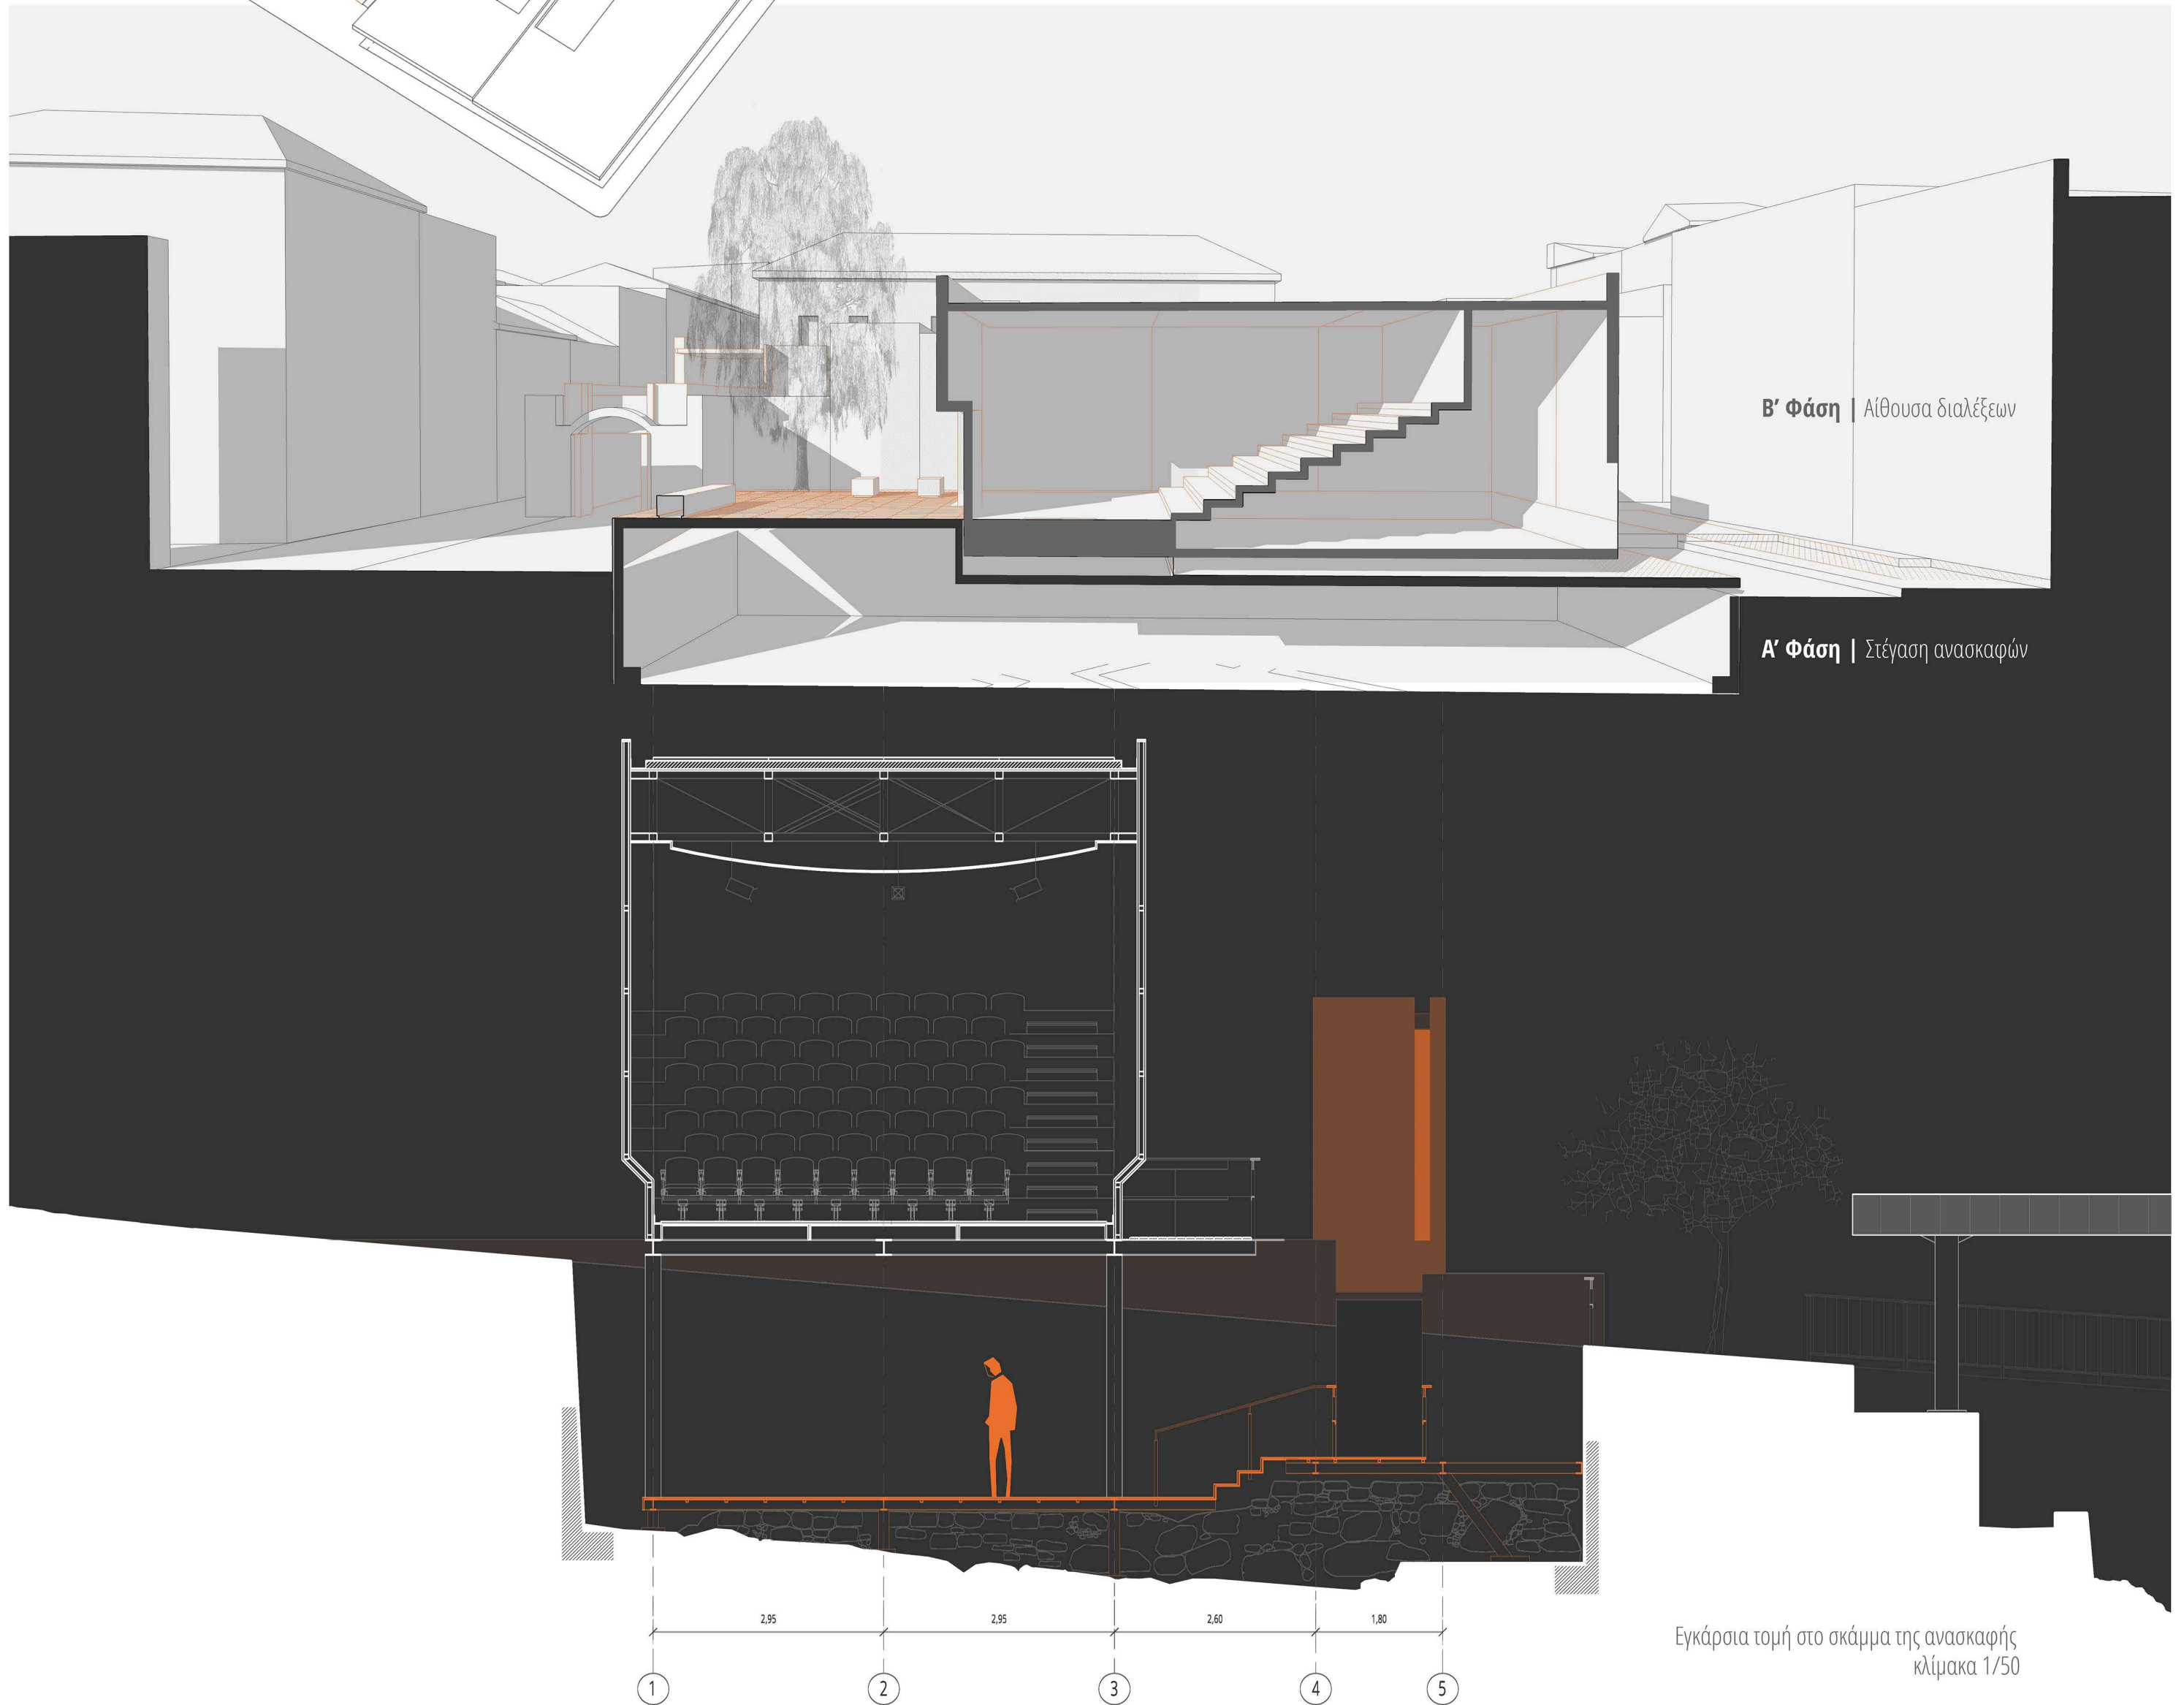 Β' Φάση | Αίθουσα διαλέξεων
Α' Φάση | Στέγαση ανασκαφών
2,95 2,95 2,60 1,80
1 2 3 4 5
Εγκάρσια τομή στο σκάμμα της ανασκαφής
κλίμακα 1/50